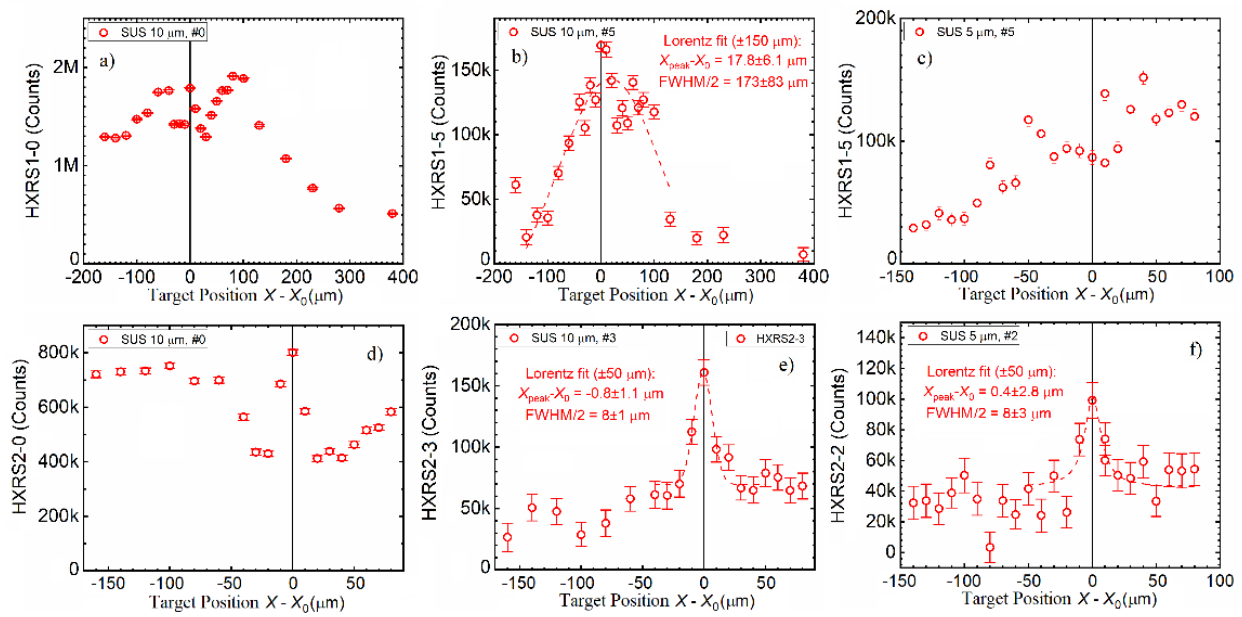 SUS 10 μm, #0
a)
HXRS1-0 (Counts)
2M
1M
0
-200 -100 0 100 200 300 400
Target Position X - X₀(μm)
SUS 10 μm, #5
b)
Lorentz fit (±150 μm):
Xpeak-X₀ = 17.8±6.1 μm
FWHM/2 = 173±83 μm
HXRS1-5 (Counts)
150k
100k
50k
0
-200 -100 0 100 200 300 400
Target Position X - X₀(μm)
SUS 5 μm, #5
c)
HXRS1-5 (Counts)
200k
100k
0
-150 -100 -50 0 50 100
Target Position X - X₀(μm)
SUS 10 μm, #0
d)
HXRS2-0 (Counts)
800k
600k
400k
200k
0
-150 -100 -50 0 50
Target Position X - X₀(μm)
SUS 10 μm, #3
HXRS2-3
e)
Lorentz fit (±50 μm):
Xpeak-X₀ = -0.8±1.1 μm
FWHM/2 = 8±1 μm
HXRS2-3 (Counts)
200k
150k
100k
50k
0
-150 -100 -50 0 50
Target Position X - X₀(μm)
SUS 5 μm, #2
f)
Lorentz fit (±50 μm):
Xpeak-X₀ = 0.4±2.8 μm
FWHM/2 = 8±3 μm
HXRS2-2 (Counts)
140k
120k
100k
80k
60k
40k
20k
0
-150 -100 -50 0 50 100
Target Position X - X₀(μm)